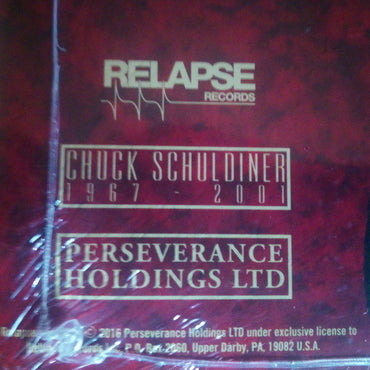 RELAPSE
RECORDS
CHUCK SCHULDINER
1967 - 2001
PERSEVERANCE
HOLDINGS LTD
© 2016 Perseverance Holdings LTD under exclusive license to
Box 2060, Upper Darby, PA, 19082 U.S.A.